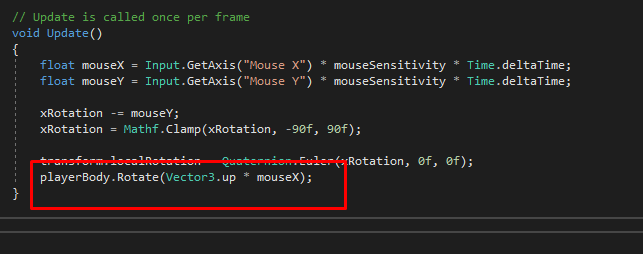 // Update is called once per frame
void Update()
{
float mouseX = Input.GetAxis("Mouse X") * mouseSensitivity * Time.deltaTime;
float mouseY = Input.GetAxis("Mouse Y") * mouseSensitivity * Time.deltaTime;
xRotation -= mouseY;
xRotation = Mathf.Clamp(xRotation, -90f, 90f);
transform.localRotation = Quaternion.Euler(xRotation, 0f, 0f);
playerBody.Rotate(Vector3.up * mouseX);
}